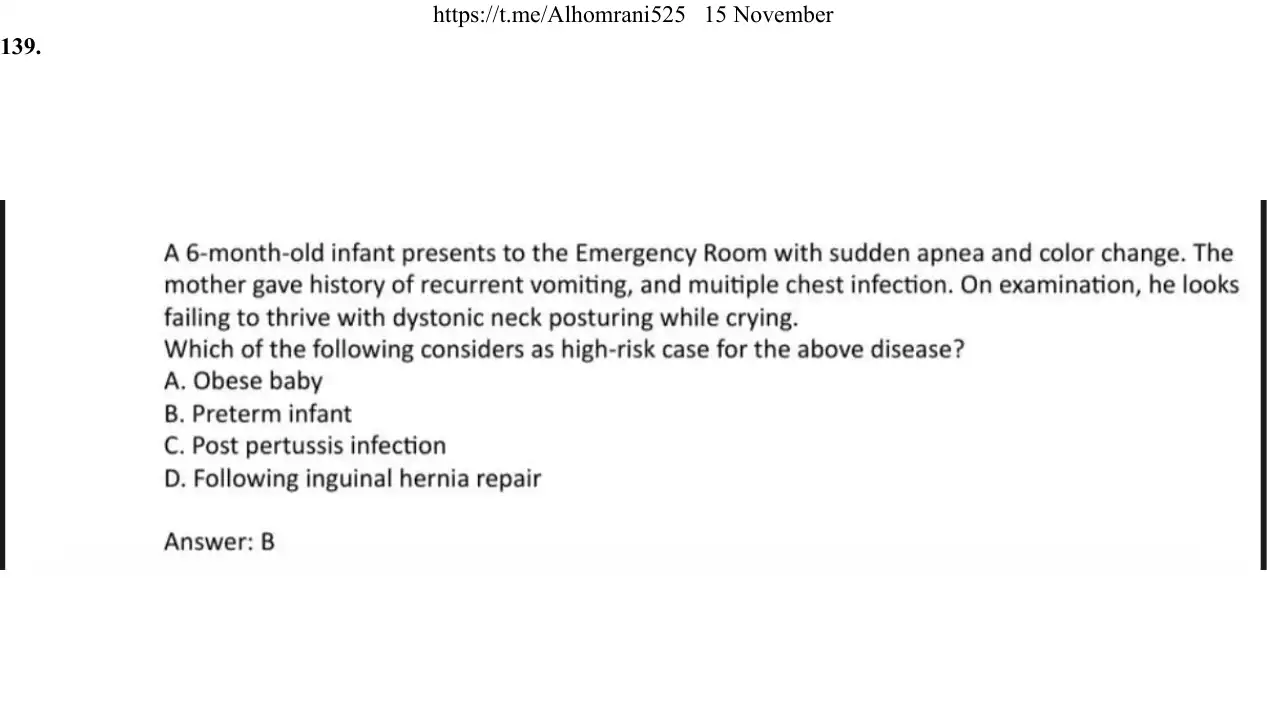 https://t.me/Alhomrani525 15 November
139.
A 6-month-old infant presents to the Emergency Room with sudden apnea and color change. The
mother gave history of recurrent vomiting, and muitiple chest infection. On examination, he looks
failing to thrive with dystonic neck posturing while crying.
Which of the following considers as high-risk case for the above disease?
A. Obese baby
B. Preterm infant
C. Post pertussis infection
D. Following inguinal hernia repair
Answer: B